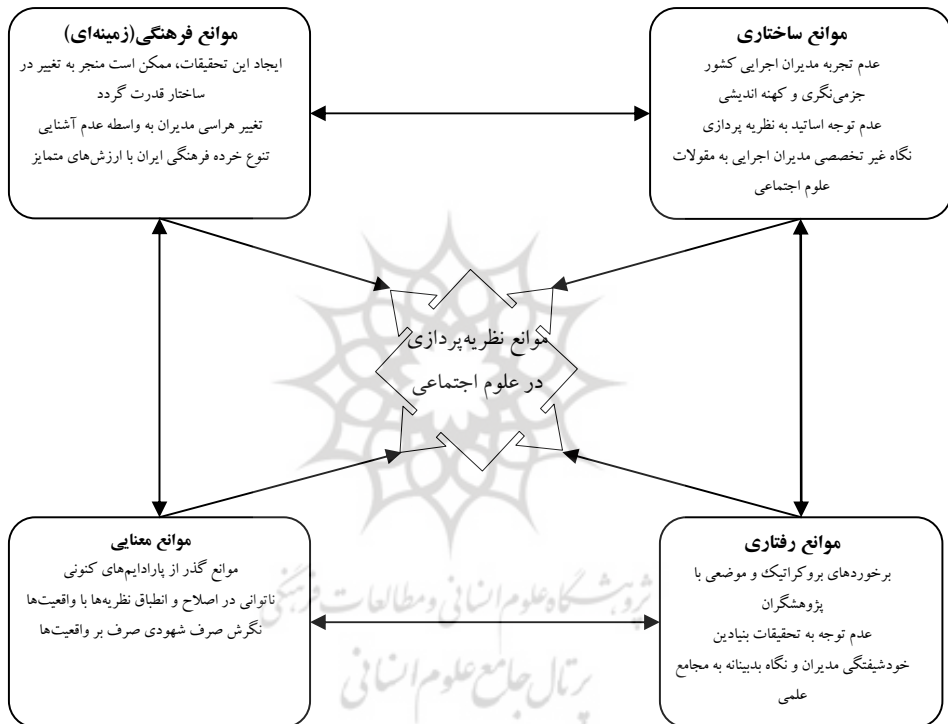 موانع ساختاری
عدم تجربه مدیران اجرایی کشور
جزمی‌نگری و کهنه اندیشی
عدم توجه اساتید به نظریه پردازی
نگاه غیر تخصصی مدیران اجرایی به مقولات
علوم اجتماعی
موانع فرهنگی(زمینه‌ای)
ایجاد این تحقیقات، ممکن است منجر به تغییر در
ساختار قدرت گردد
تغییر هراسی مدیران به واسطه عدم آشنایی
تنوع خرده فرهنگی ایران با ارزش‌های متمایز
موانع نظریه‌پردازی
در علوم اجتماعی
موانع رفتاری
برخوردهای بروکراتیک و موضعی با
پژوهشگران
عدم توجه به تحقیقات بنیادین
خودشیفتگی مدیران و نگاه بدبینانه به مجامع
علمی
موانع معنایی
موانع گذر از پارادایم‌های کنونی
ناتوانی در اصلاح و انطباق نظریه‌ها با واقعیت‌ها
نگرش صرف شهودی صرف بر واقعیت‌ها
پژوهشگاه علوم انسانی و مطالعات فرهنگی
پرتال جامع علوم انسانی